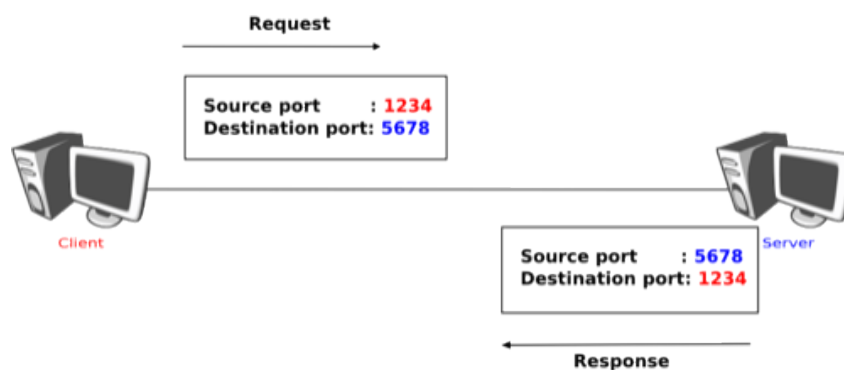 Request
Source port : 1234
Destination port: 5678
Client
Server
Source port : 5678
Destination port: 1234
Response